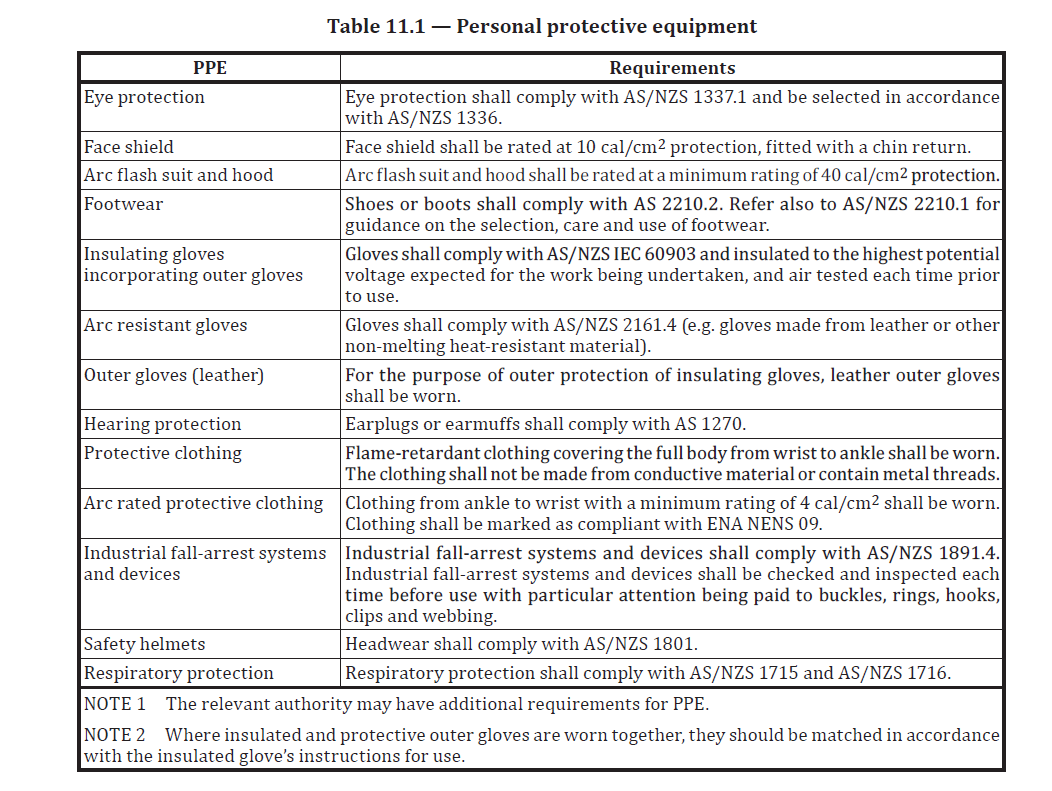 Table 11.1 — Personal protective equipment
PPE
Requirements
Eye protection
Eye protection shall comply with AS/NZS 1337.1 and be selected in accordance
with AS/NZS 1336.
Face shield
Face shield shall be rated at 10 cal/cm² protection, fitted with a chin return.
Arc flash suit and hood
Arc flash suit and hood shall be rated at a minimum rating of 40 cal/cm² protection.
Footwear
Shoes or boots shall comply with AS 2210.2. Refer also to AS/NZS 2210.1 for
guidance on the selection, care and use of footwear.
Insulating gloves
incorporating outer gloves
Gloves shall comply with AS/NZS IEC 60903 and insulated to the highest potential
voltage expected for the work being undertaken, and air tested each time prior
to use.
Arc resistant gloves
Gloves shall comply with AS/NZS 2161.4 (e.g. gloves made from leather or other
non-melting heat-resistant material).
Outer gloves (leather)
For the purpose of outer protection of insulating gloves, leather outer gloves
shall be worn.
Hearing protection
Earplugs or earmuffs shall comply with AS 1270.
Protective clothing
Flame-retardant clothing covering the full body from wrist to ankle shall be worn.
The clothing shall not be made from conductive material or contain metal threads.
Arc rated protective clothing
Clothing from ankle to wrist with a minimum rating of 4 cal/cm² shall be worn.
Clothing shall be marked as compliant with ENA NENS 09.
Industrial fall-arrest systems
and devices
Industrial fall-arrest systems and devices shall comply with AS/NZS 1891.4.
Industrial fall-arrest systems and devices shall be checked and inspected each
time before use with particular attention being paid to buckles, rings, hooks,
clips and webbing.
Safety helmets
Headwear shall comply with AS/NZS 1801.
Respiratory protection
Respiratory protection shall comply with AS/NZS 1715 and AS/NZS 1716.
NOTE 1 The relevant authority may have additional requirements for PPE.
NOTE 2 Where insulated and protective outer gloves are worn together, they should be matched in accordance
with the insulated glove's instructions for use.